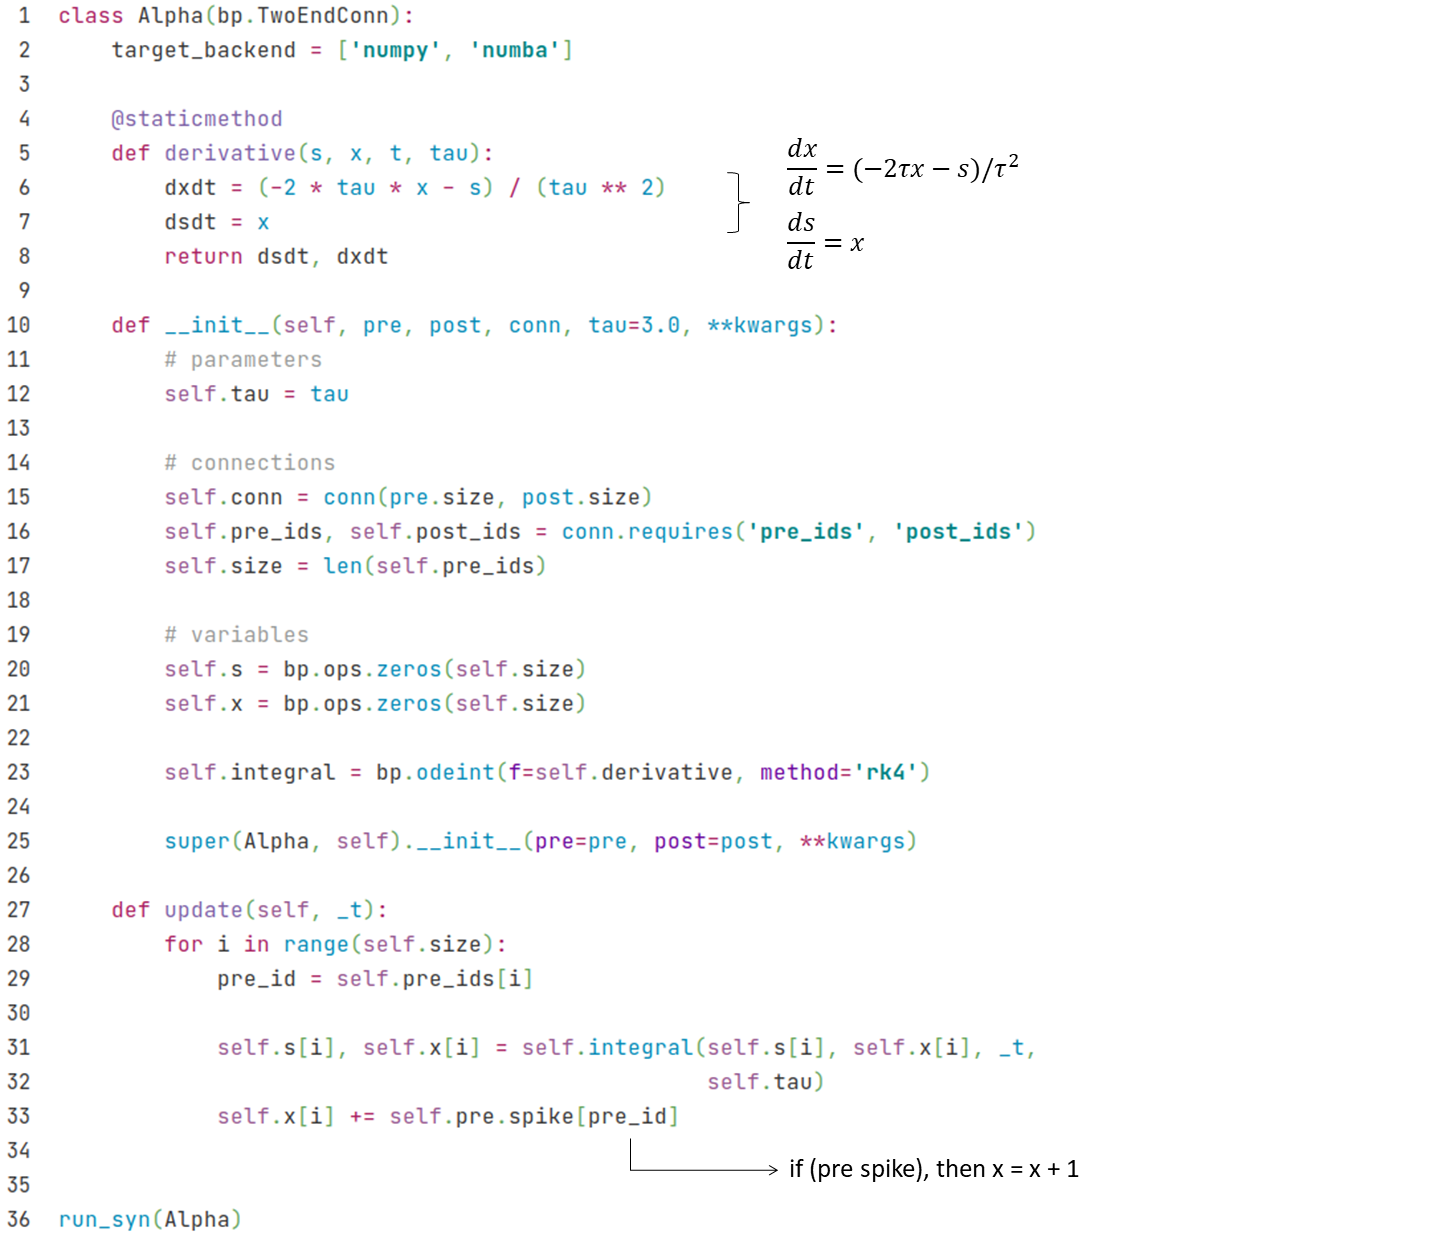 1 class Alpha(bp.TwoEndConn):
2     target_backend = ['numpy', 'numba']
3
4     @staticmethod
5     def derivative(s, x, t, tau):
6         dxdt = (-2 * tau * x - s) / (tau ** 2)
7         dsdt = x
8         return dsdt, dxdt
dx/dt = (−2τx − s)/τ²
ds/dt = x
9
10     def __init__(self, pre, post, conn, tau=3.0, **kwargs):
11         # parameters
12         self.tau = tau
13
14         # connections
15         self.conn = conn(pre.size, post.size)
16         self.pre_ids, self.post_ids = conn.requires('pre_ids', 'post_ids')
17         self.size = len(self.pre_ids)
18
19         # variables
20         self.s = bp.ops.zeros(self.size)
21         self.x = bp.ops.zeros(self.size)
22
23         self.integral = bp.odeint(f=self.derivative, method='rk4')
24
25         super(Alpha, self).__init__(pre=pre, post=post, **kwargs)
26
27     def update(self, _t):
28         for i in range(self.size):
29             pre_id = self.pre_ids[i]
30
31             self.s[i], self.x[i] = self.integral(self.s[i], self.x[i], _t,
32                                                  self.tau)
33             self.x[i] += self.pre.spike[pre_id]
34
if (pre spike), then x = x + 1
35
36 run_syn(Alpha)